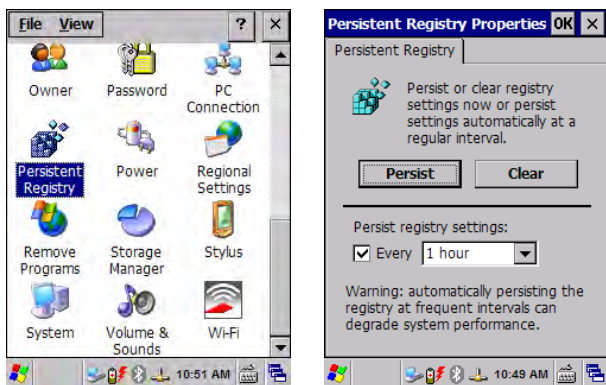 File View ? ×
Owner Password PC
Connection
Persistent Power Regional
Registry Settings
Remove Storage Stylus
Programs Manager
System Volume & Wi-Fi
Sounds
10:51 AM
Persistent Registry Properties OK ×
Persistent Registry
Persist or clear registry
settings now or persist
settings automatically at a
regular interval.
Persist Clear
Persist registry settings:
Every 1 hour
Warning: automatically persisting the
registry at frequent intervals can
degrade system performance.
10:49 AM